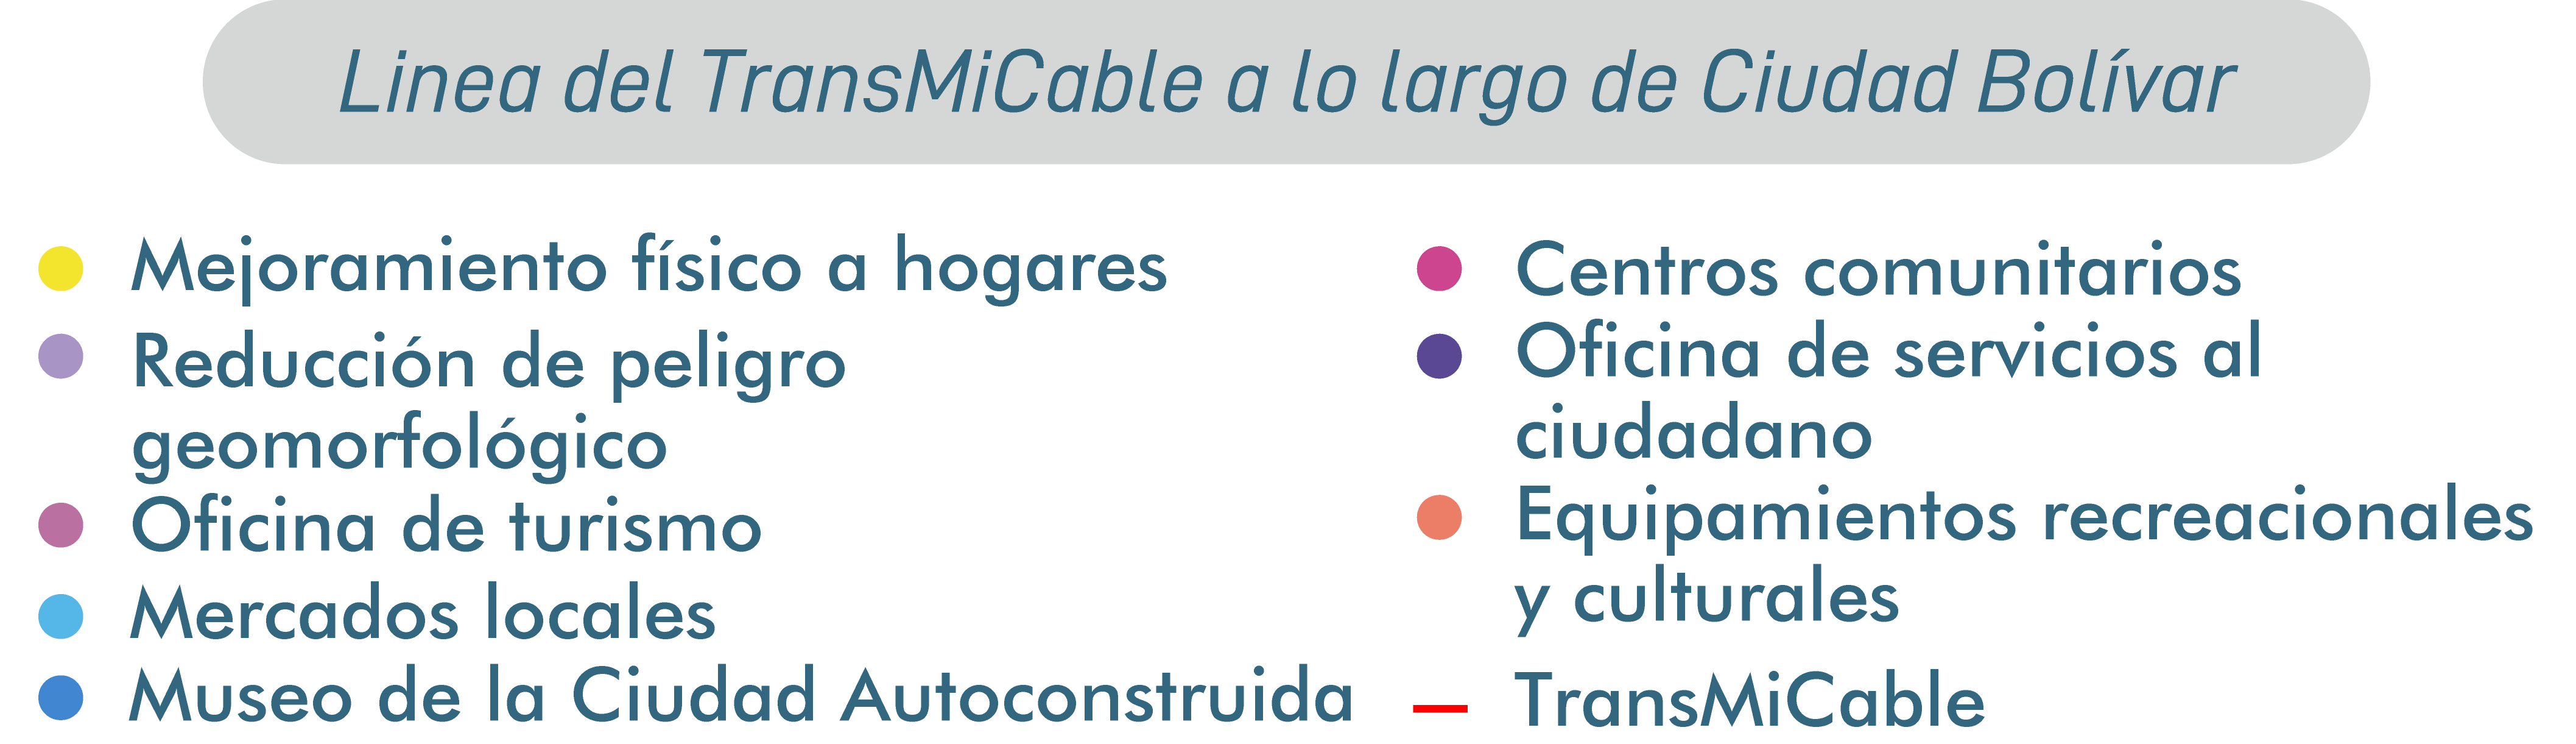 Linea del TransMiCable a lo largo de Ciudad Bolívar
Mejoramiento físico a hogares
Reducción de peligro
geomorfológico
Oficina de turismo
Mercados locales
Museo de la Ciudad Autoconstruida
Centros comunitarios
Oficina de servicios al
ciudadano
Equipamientos recreacionales
y culturales
TransMiCable